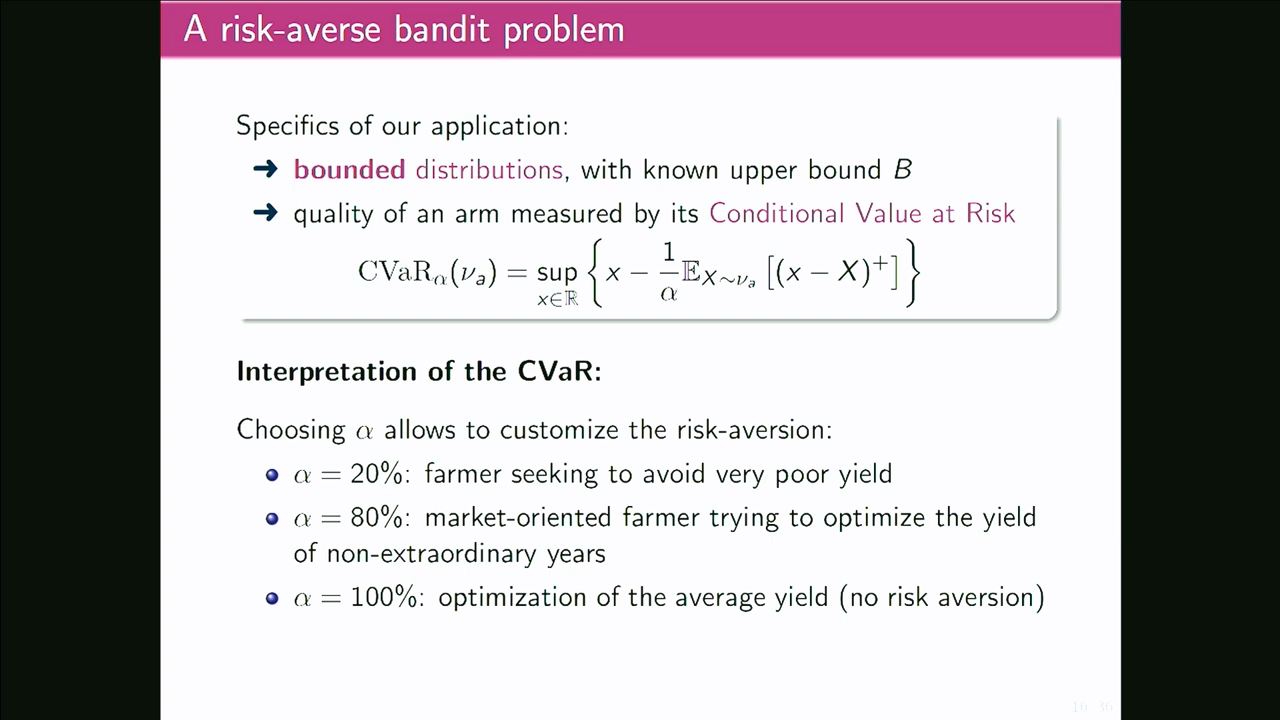 A risk-averse bandit problem
Specifics of our application:
➜ bounded distributions, with known upper bound B
➜ quality of an arm measured by its Conditional Value at Risk
CVaR_α(ν_a) = sup_{x∈ℝ} { x − 1/α 𝔼_{X∼ν_a} [(x − X)^+] }
Interpretation of the CVaR:
Choosing α allows to customize the risk-aversion:
• α = 20%: farmer seeking to avoid very poor yield
• α = 80%: market-oriented farmer trying to optimize the yield
of non-extraordinary years
• α = 100%: optimization of the average yield (no risk aversion)
16 36